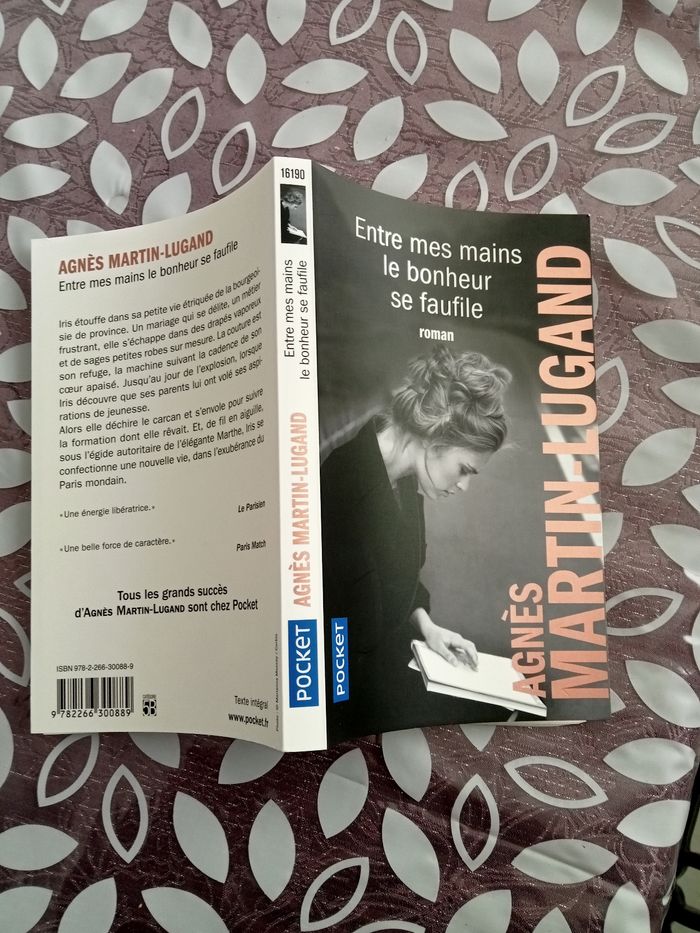 AGNÈS MARTIN-LUGAND
Entre mes mains le bonheur se faufile
Iris étouffe dans sa petite vie étriquée de la bourgeoi-
sie de province. Un mariage qui se délite, un métier
frustrant, elle s'échappe dans des drapés vaporeux
et de sages petites robes sur mesure. La couture est
son refuge, la machine suivant la cadence de son
cœur apaisé. Jusqu'au jour de l'explosion, lorsque
Iris découvre que ses parents lui ont volé ses aspi-
rations de jeunesse.
Alors elle déchire le carcan et s'envole pour suivre
la formation dont elle rêvait. Et, de fil en aiguille,
sous l'égide autoritaire de l'élégante Marthe, Iris se
confectionne une nouvelle vie, dans l'exubérance du
Paris mondain.
« Une énergie libératrice. »
Le Parisien
« Une belle force de caractère. »
Paris Match
Tous les grands succès
d'AGNÈS MARTIN-LUGAND sont chez Pocket
ISBN 978-2-266-30088-9
9 782266 300889
Texte intégral
www.pocket.fr
16190
Entre mes mains
le bonheur se faufile
AGNÈS MARTIN-LUGAND
POCKET
Entre mes mains
le bonheur
se faufile
roman
AGNÈS
MARTIN-LUGAND
POCKET